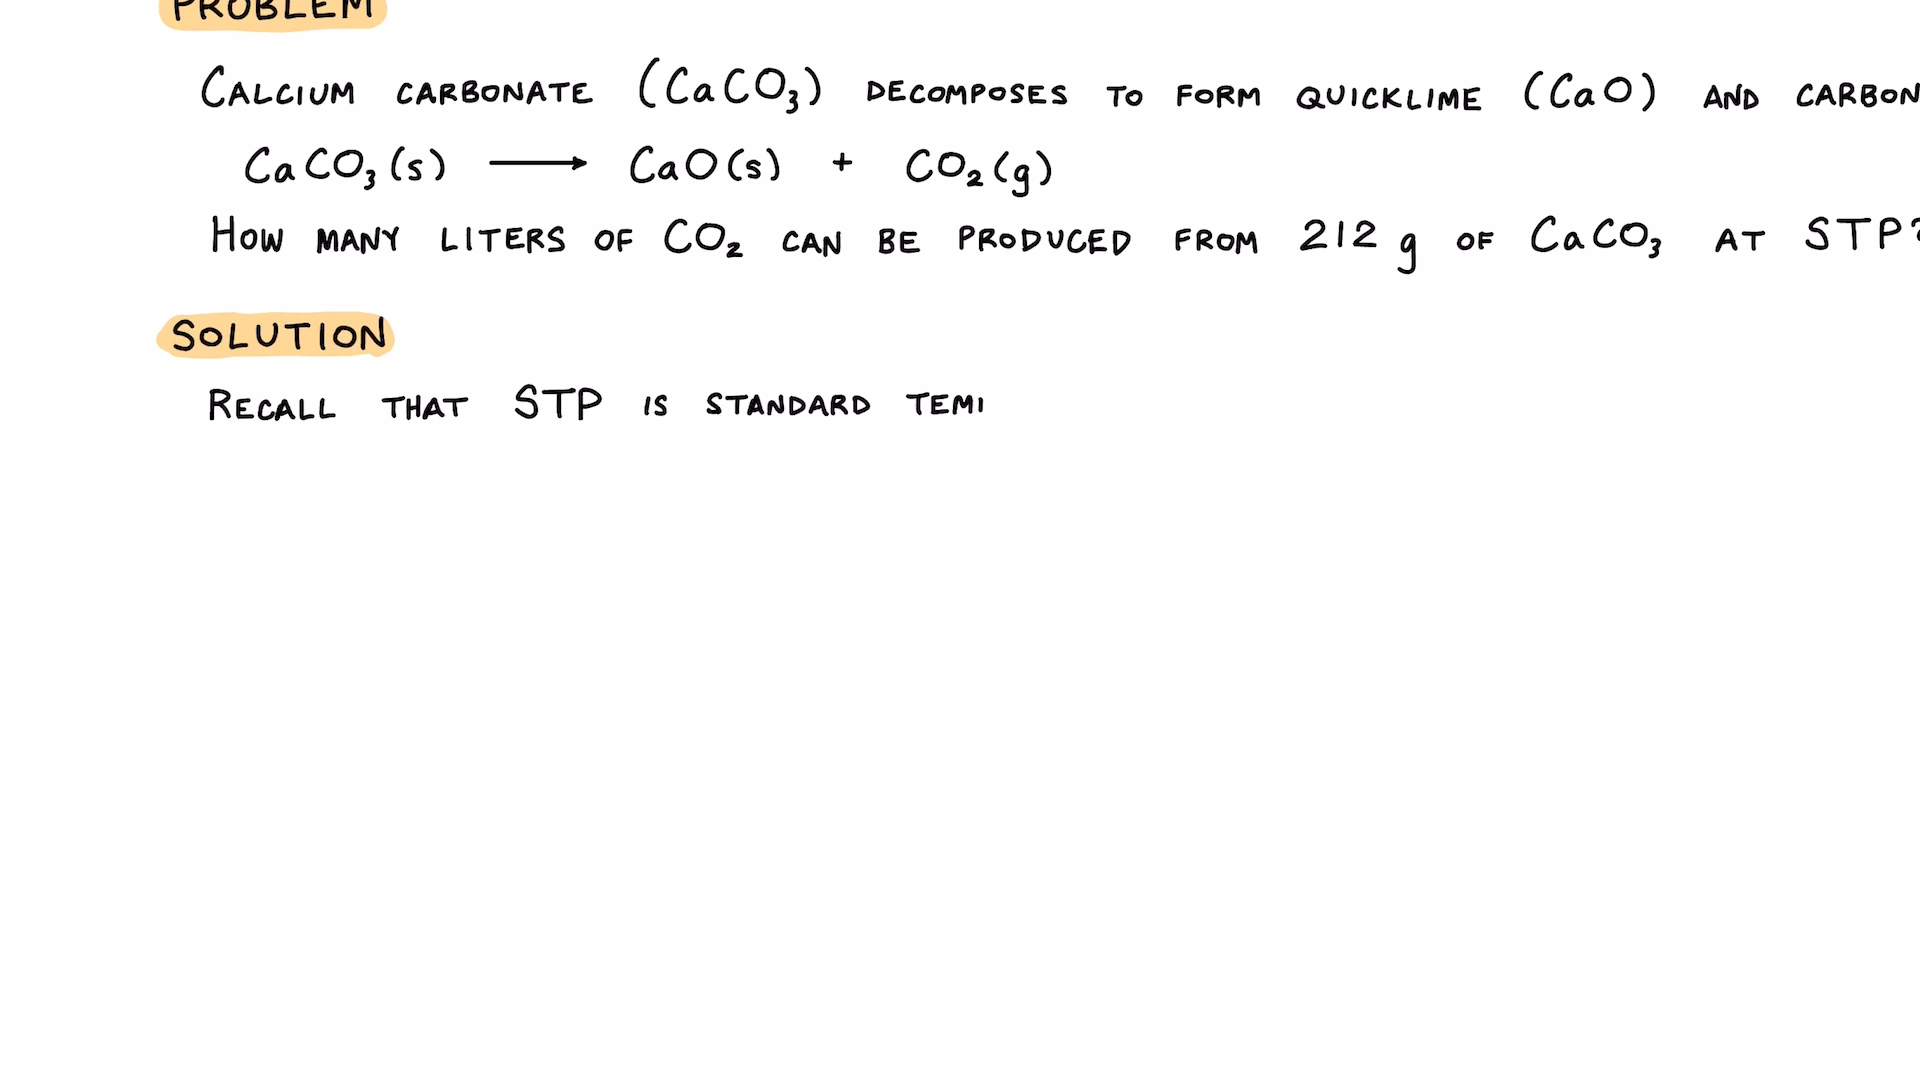 PROBLEM
CALCIUM CARBONATE (CaCO₃) DECOMPOSES TO FORM QUICKLIME (CaO) AND CARBON
CaCO₃(s) ⟶ CaO(s) + CO₂(g)
HOW MANY LITERS OF CO₂ CAN BE PRODUCED FROM 212 g OF CaCO₃ AT STP?
SOLUTION
RECALL THAT STP IS STANDARD